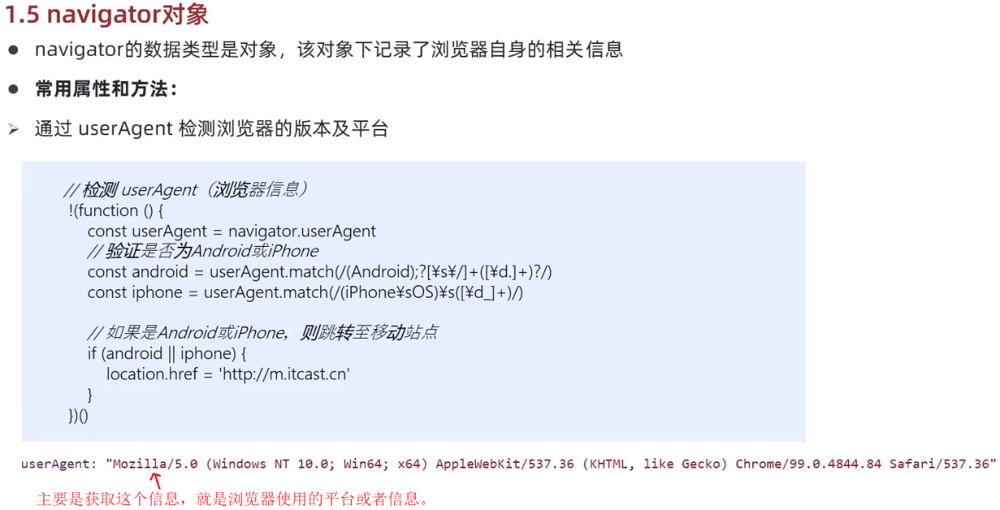 1.5 navigator对象
● navigator的数据类型是对象，该对象下记录了浏览器自身的相关信息
● 常用属性和方法：
➢ 通过 userAgent 检测浏览器的版本及平台
// 检测 userAgent（浏览器信息）
!(function () {
const userAgent = navigator.userAgent
// 验证是否为Android或iPhone
const android = userAgent.match(/(Android);?[¥s¥/]+([¥d.]+)?/)
const iphone = userAgent.match(/(iPhone¥sOS)¥s([¥d_]+)/)
// 如果是Android或iPhone，则跳转至移动站点
if (android || iphone) {
location.href = 'http://m.itcast.cn'
}
})()
userAgent: "Mozilla/5.0 (Windows NT 10.0; Win64; x64) AppleWebKit/537.36 (KHTML, like Gecko) Chrome/99.0.4844.84 Safari/537.36"
主要是获取这个信息，就是浏览器使用的平台或者信息。